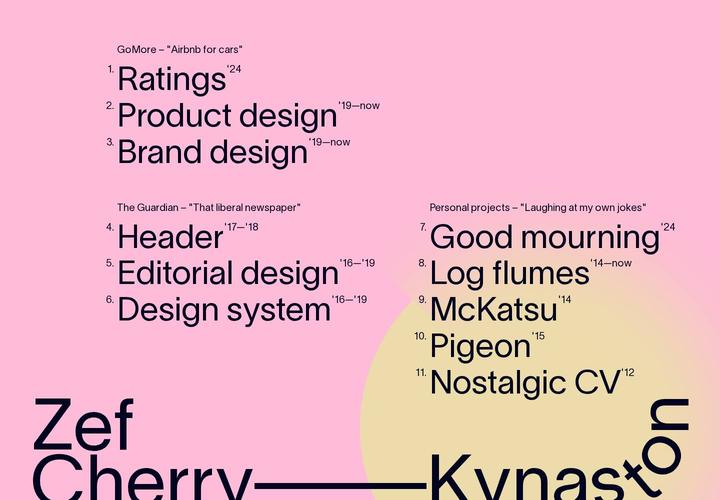 GoMore – "Airbnb for cars"
1. Ratings '24
2. Product design '19—now
3. Brand design '19—now
The Guardian – "That liberal newspaper"
4. Header '17—'18
5. Editorial design '16—'19
6. Design system '16—'19
Personal projects – "Laughing at my own jokes"
7. Good mourning '24
8. Log flumes '14—now
9. McKatsu '14
10. Pigeon '15
11. Nostalgic CV '12
Zef
Cherry—Kynaston